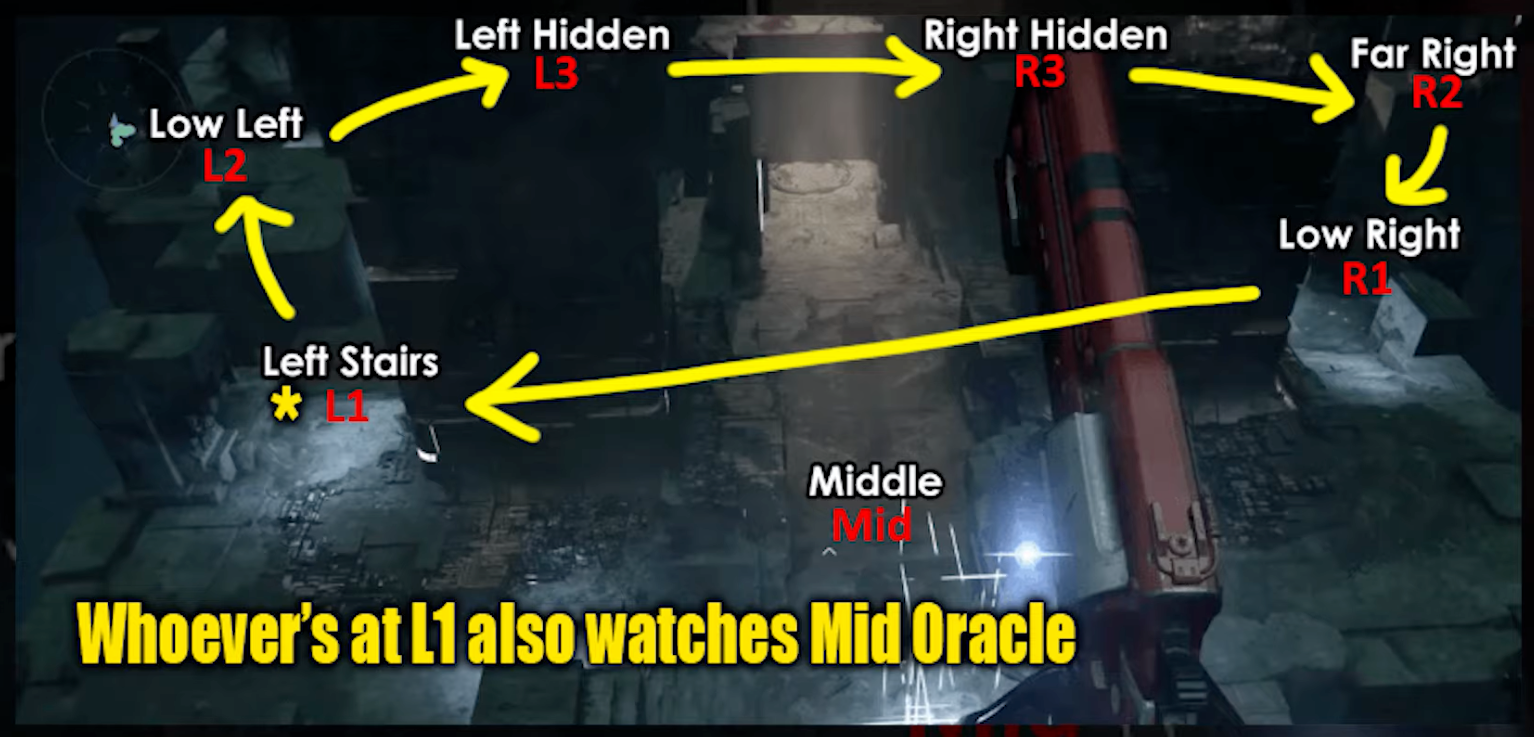 Left Hidden
L3
Right Hidden
R3
Far Right
R2
Low Left
L2
Low Right
R1
Left Stairs
* L1
Middle
Mid
Whoever's at L1 also watches Mid Oracle